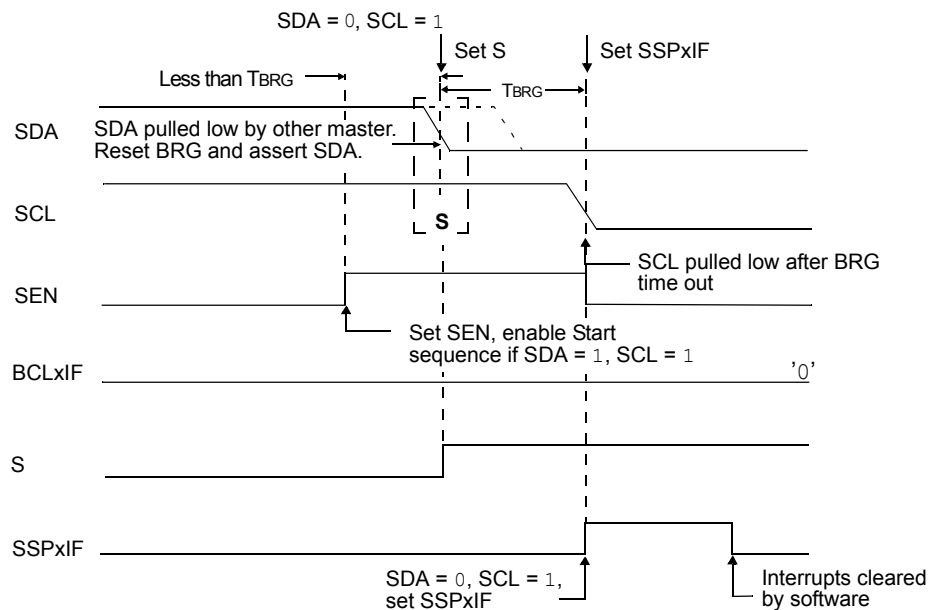 SDA = 0, SCL = 1
Set S
Set SSPxIF
Less than TBRG
TBRG
SDA
SDA pulled low by other master.
Reset BRG and assert SDA.
SCL
S
SCL pulled low after BRG
time out
SEN
Set SEN, enable Start
sequence if SDA = 1, SCL = 1
BCLxIF
'0'
S
SSPxIF
SDA = 0, SCL = 1,
set SSPxIF
Interrupts cleared
by software